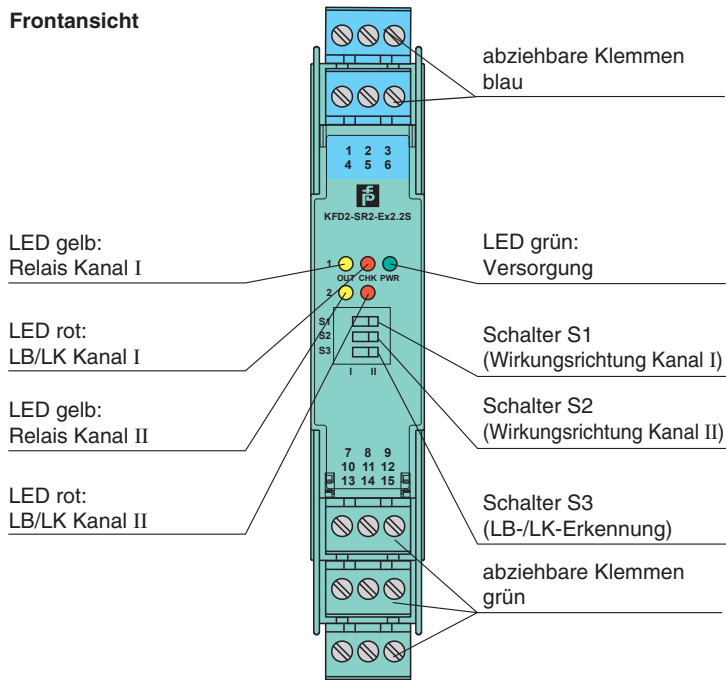 Frontansicht
abziehbare Klemmen
blau
1 2 3
4 5 6
KFD2-SR2-Ex2.2S
LED gelb:
Relais Kanal I
LED grün:
Versorgung
1
OUT CHK PWR
2
LED rot:
LB/LK Kanal I
S1
S2
S3
I II
Schalter S1
(Wirkungsrichtung Kanal I)
LED gelb:
Relais Kanal II
Schalter S2
(Wirkungsrichtung Kanal II)
7 8 9
10 11 12
13 14 15
LED rot:
LB/LK Kanal II
Schalter S3
(LB-/LK-Erkennung)
abziehbare Klemmen
grün